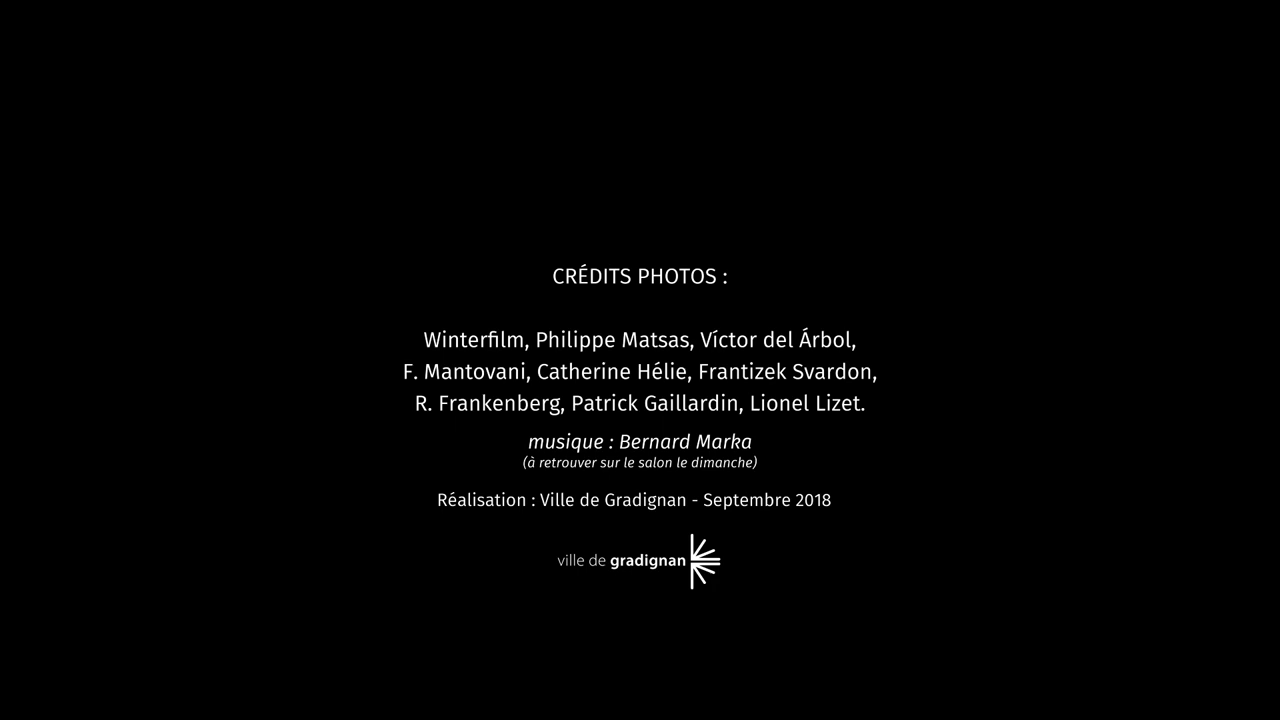 CRÉDITS PHOTOS :
Winterfilm, Philippe Matsas, Víctor del Árbol,
F. Mantovani, Catherine Hélie, Frantizek Svardon,
R. Frankenberg, Patrick Gaillardin, Lionel Lizet.
musique : Bernard Marka
(à retrouver sur le salon le dimanche)
Réalisation : Ville de Gradignan - Septembre 2018
ville de gradignan